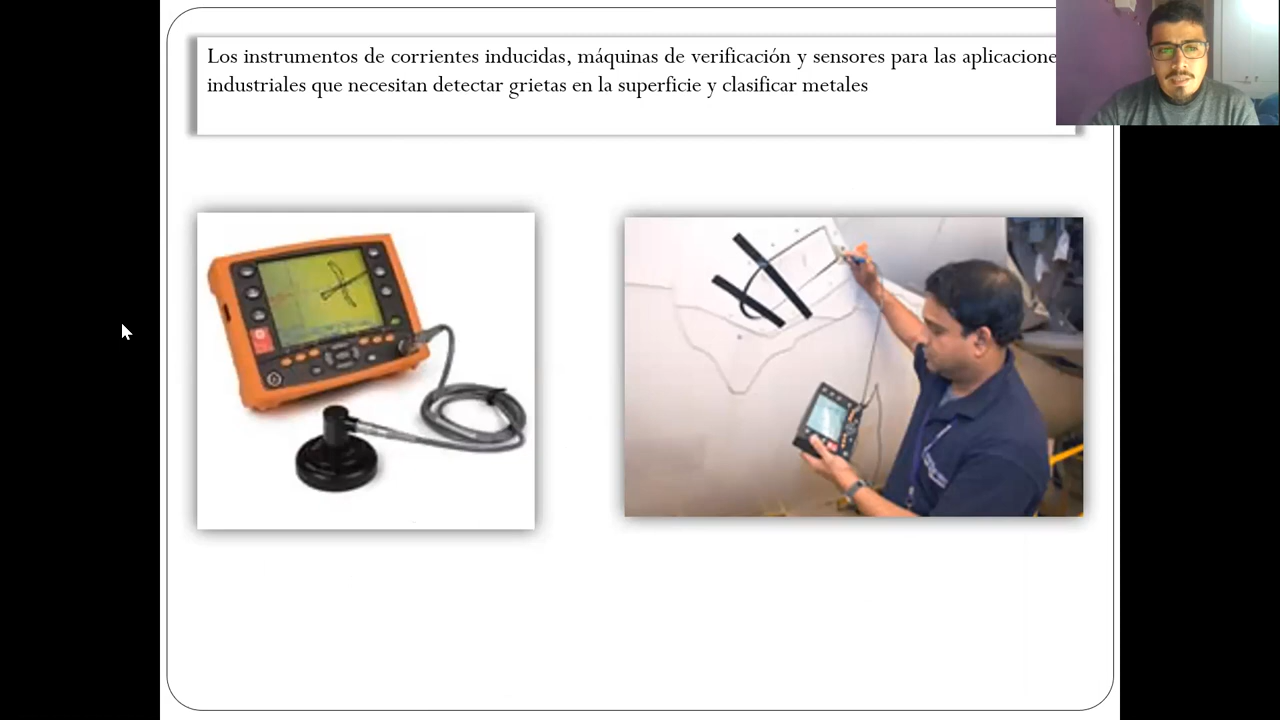 Los instrumentos de corrientes inducidas, máquinas de verificación y sensores para las aplicacione
industriales que necesitan detectar grietas en la superficie y clasificar metales